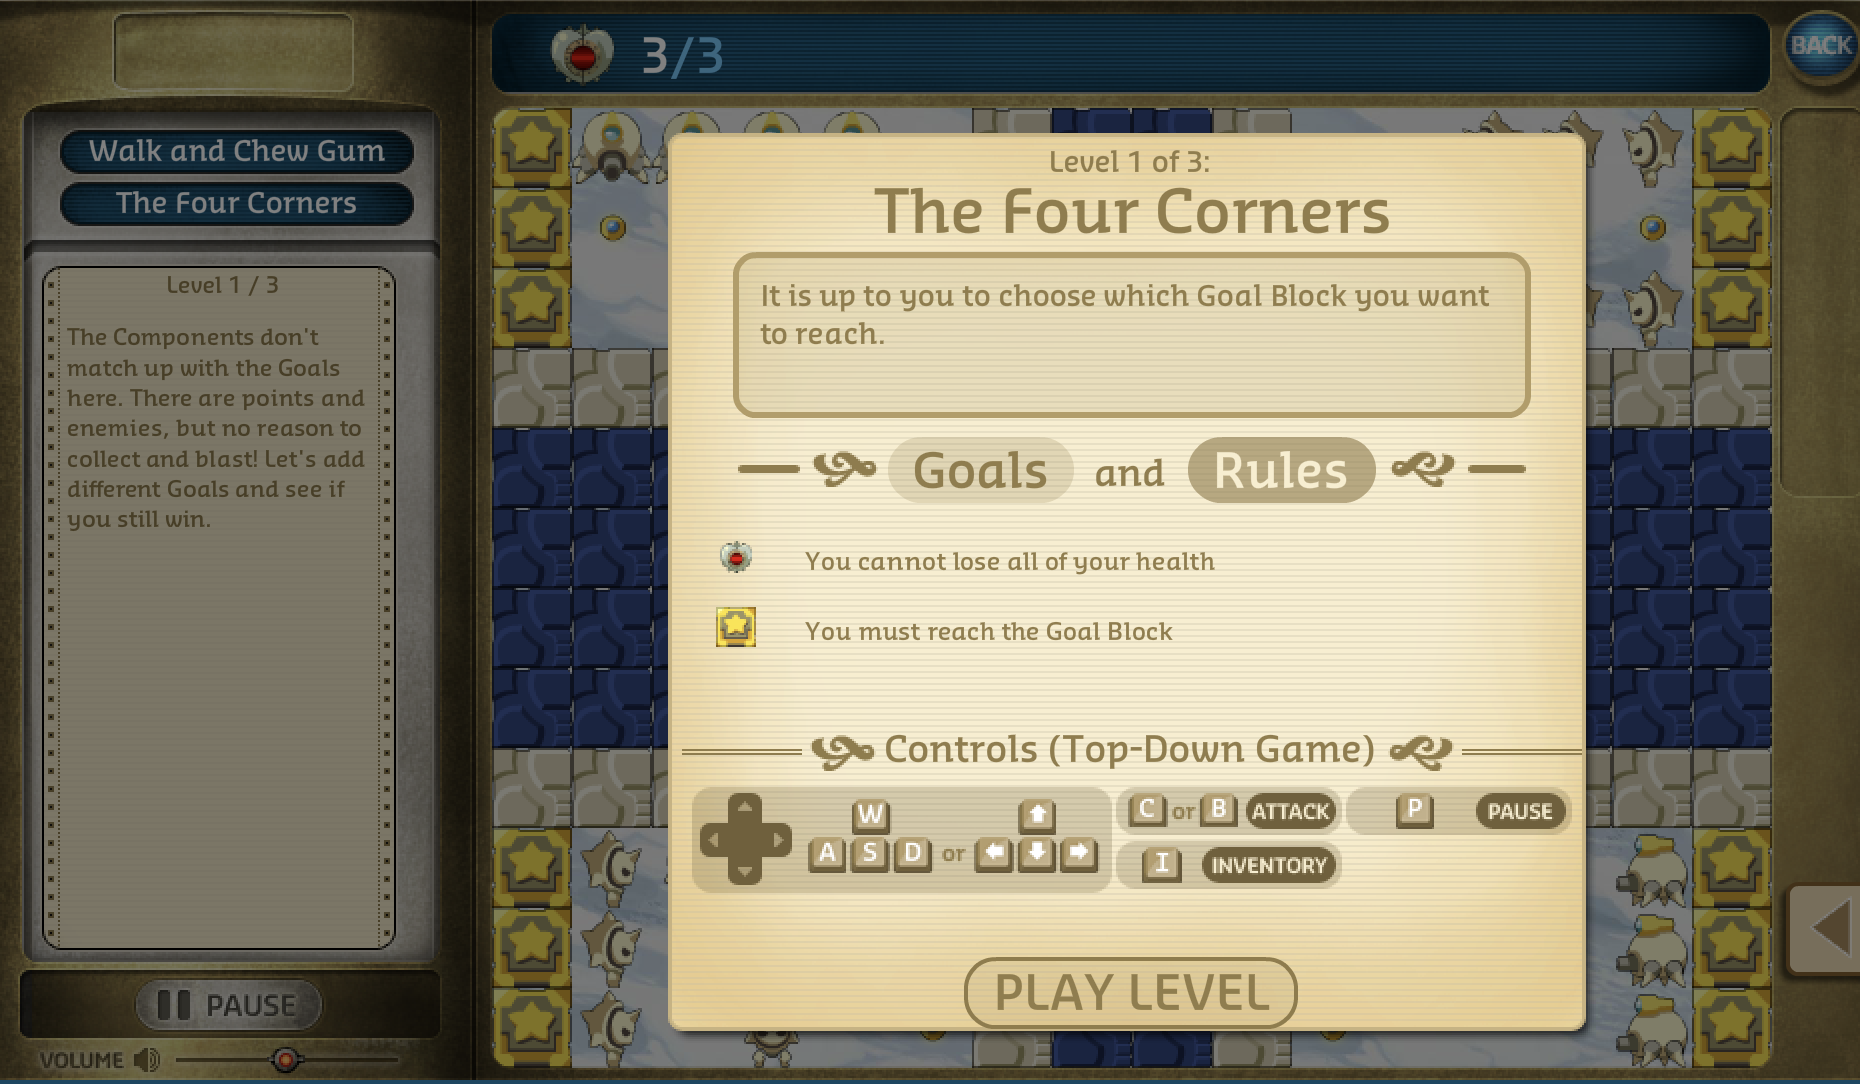 3/3
BACK
Walk and Chew Gum
The Four Corners
Level 1 / 3
The Components don't
match up with the Goals
here. There are points and
enemies, but no reason to
collect and blast! Let's add
different Goals and see if
you still win.
PAUSE
VOLUME
Level 1 of 3:
The Four Corners
It is up to you to choose which Goal Block you want
to reach.
Goals and Rules
You cannot lose all of your health
You must reach the Goal Block
Controls (Top-Down Game)
W
A S D or
C or B ATTACK
P PAUSE
I INVENTORY
PLAY LEVEL